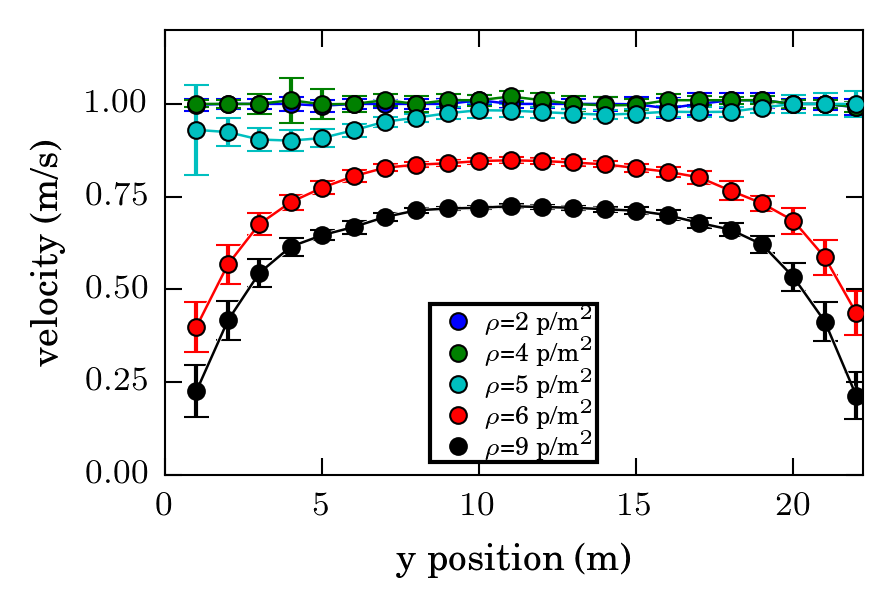 1.00
0.75
0.50
0.25
0.00
velocity (m/s)
ρ=2 p/m²
ρ=4 p/m²
ρ=5 p/m²
ρ=6 p/m²
ρ=9 p/m²
0 5 10 15 20
y position (m)